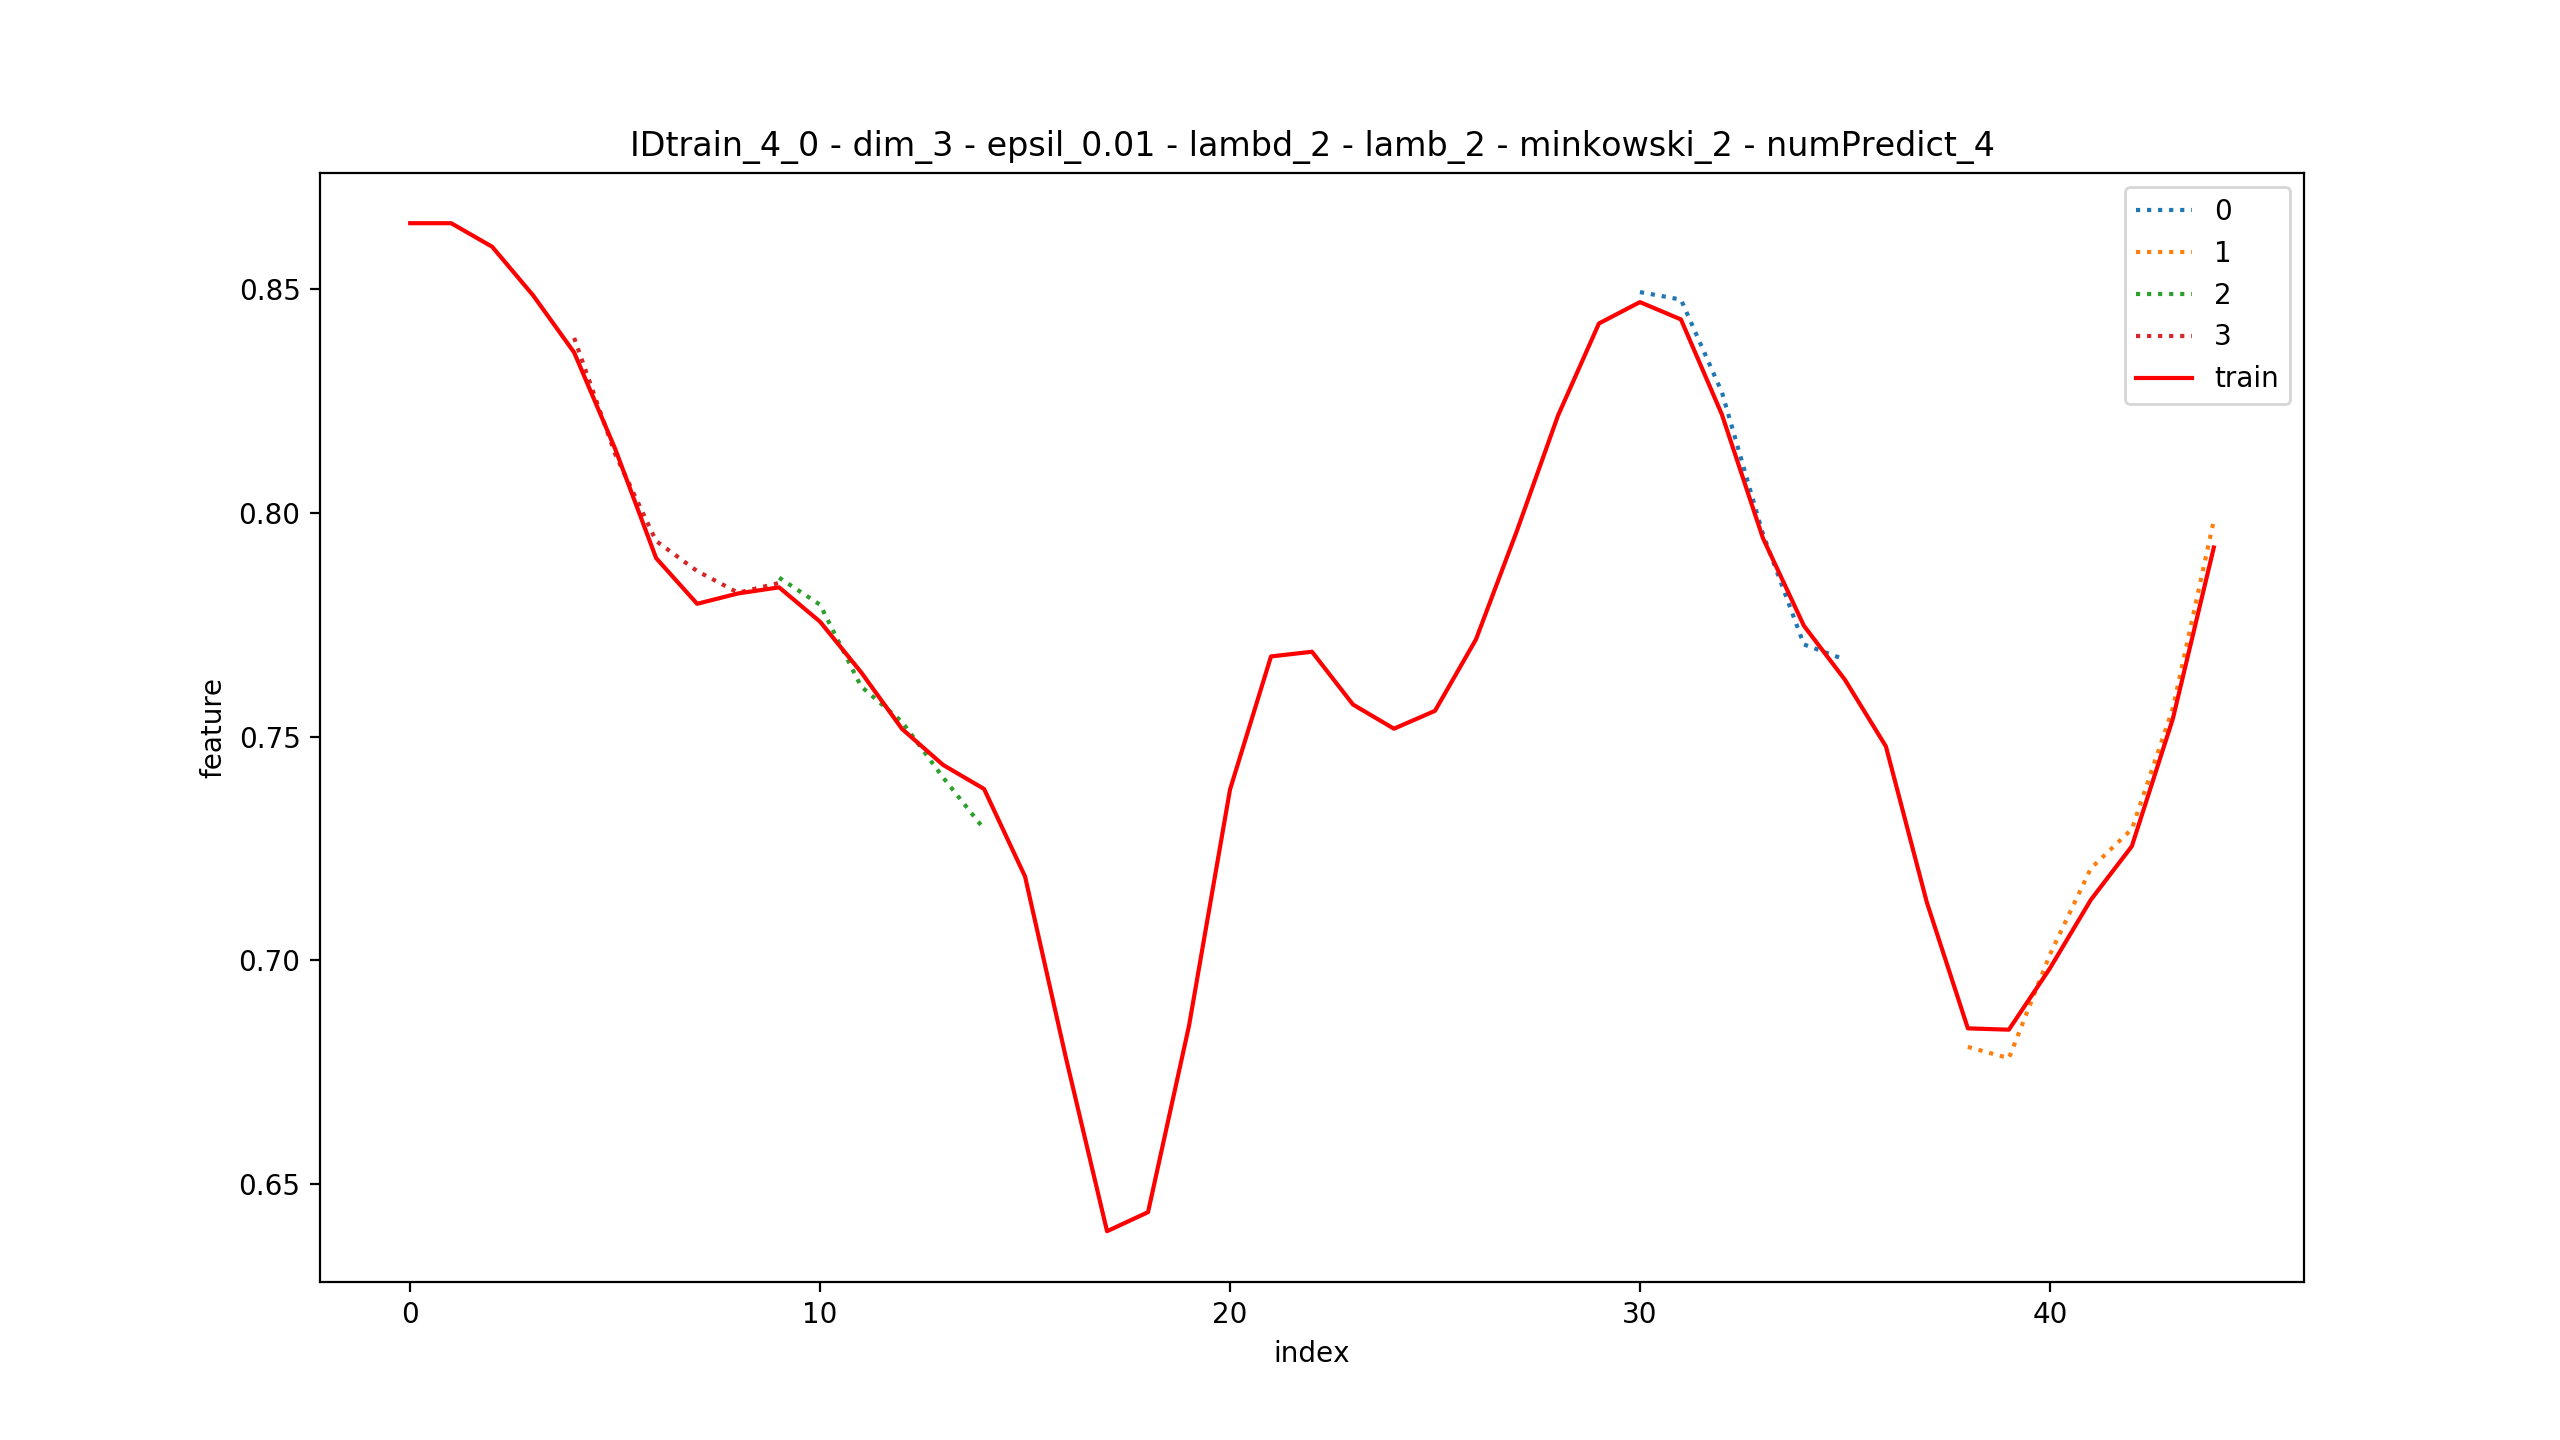 IDtrain_4_0 - dim_3 - epsil_0.01 - lambd_2 - lamb_2 - minkowski_2 - numPredict_4
0
1
2
3
train
0.85
0.80
0.75
0.70
0.65
feature
0 10 20 30 40
index